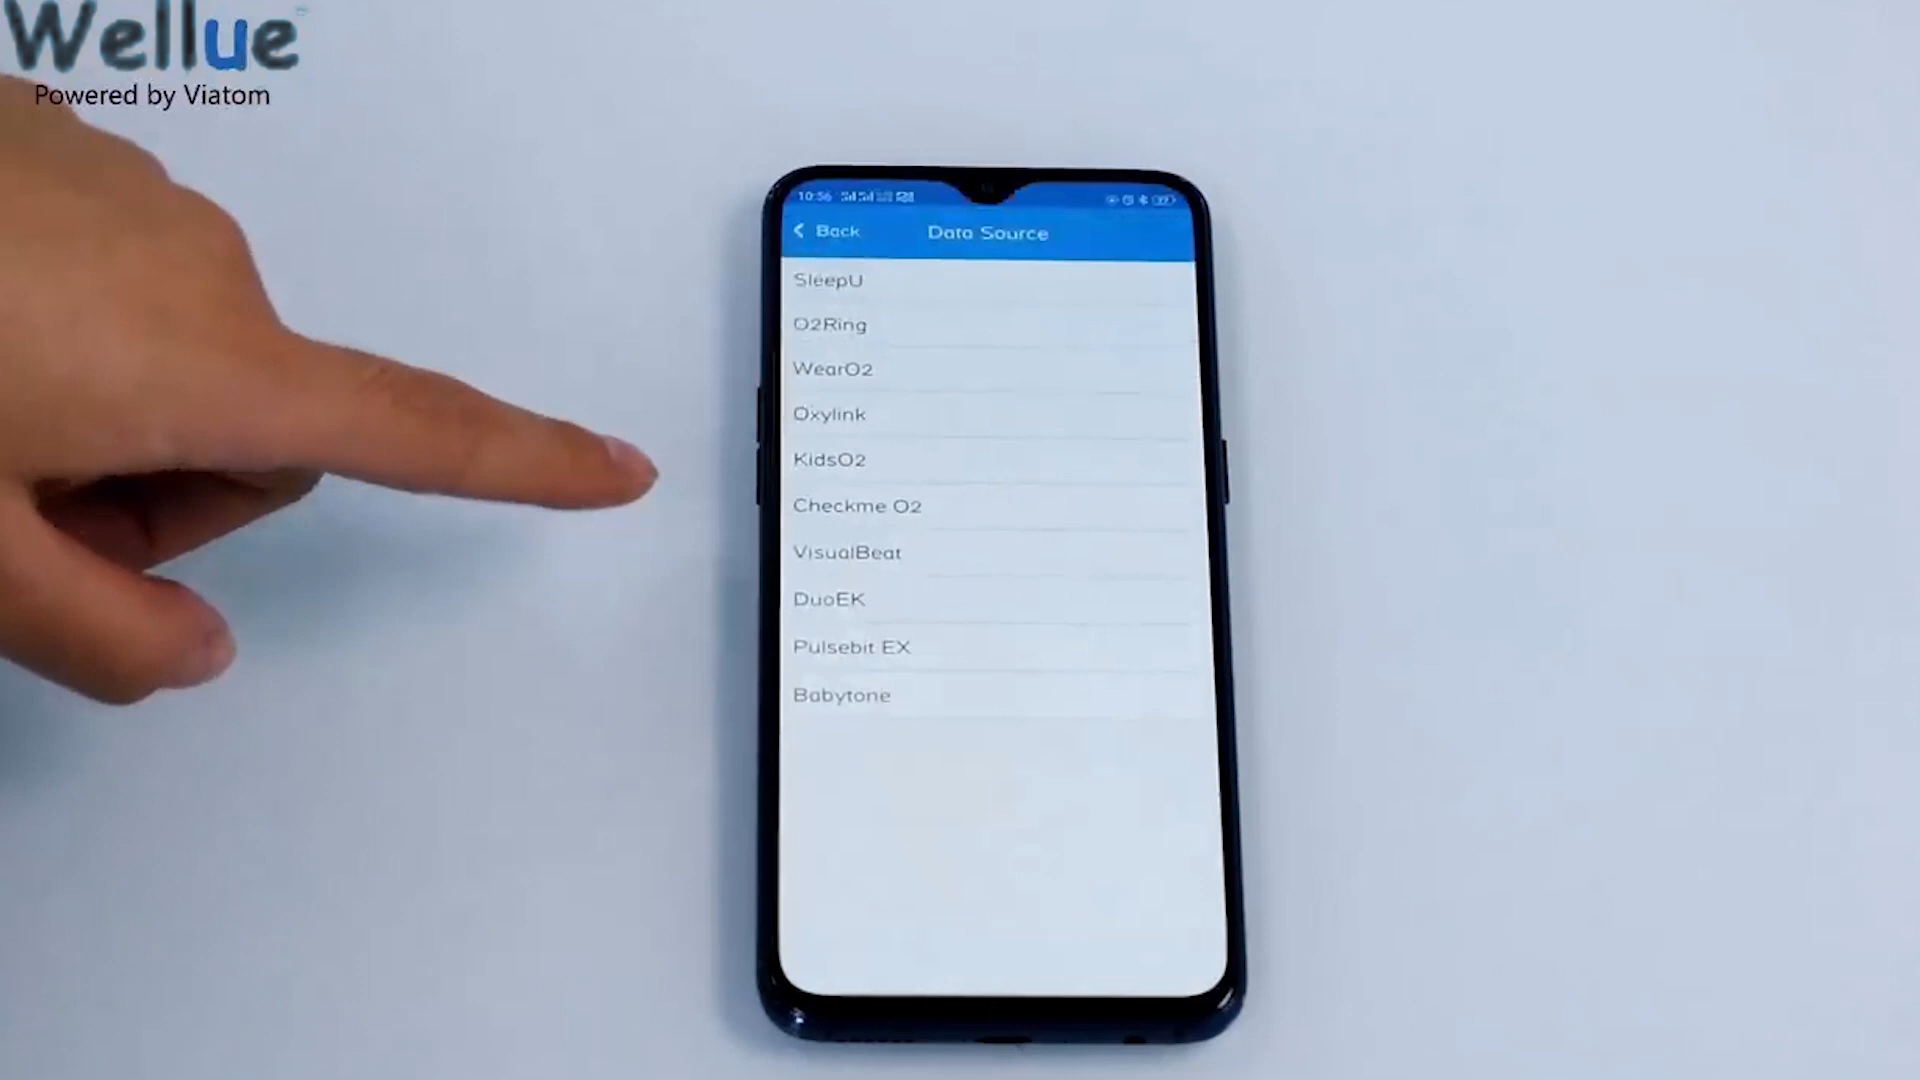 Wellue
Powered by Viatom
10:56
Back
Data Source
SleepU
O2Ring
WearO2
Oxylink
KidsO2
Checkme O2
VisualBeat
DuoEK
Pulsebit EX
Babytone